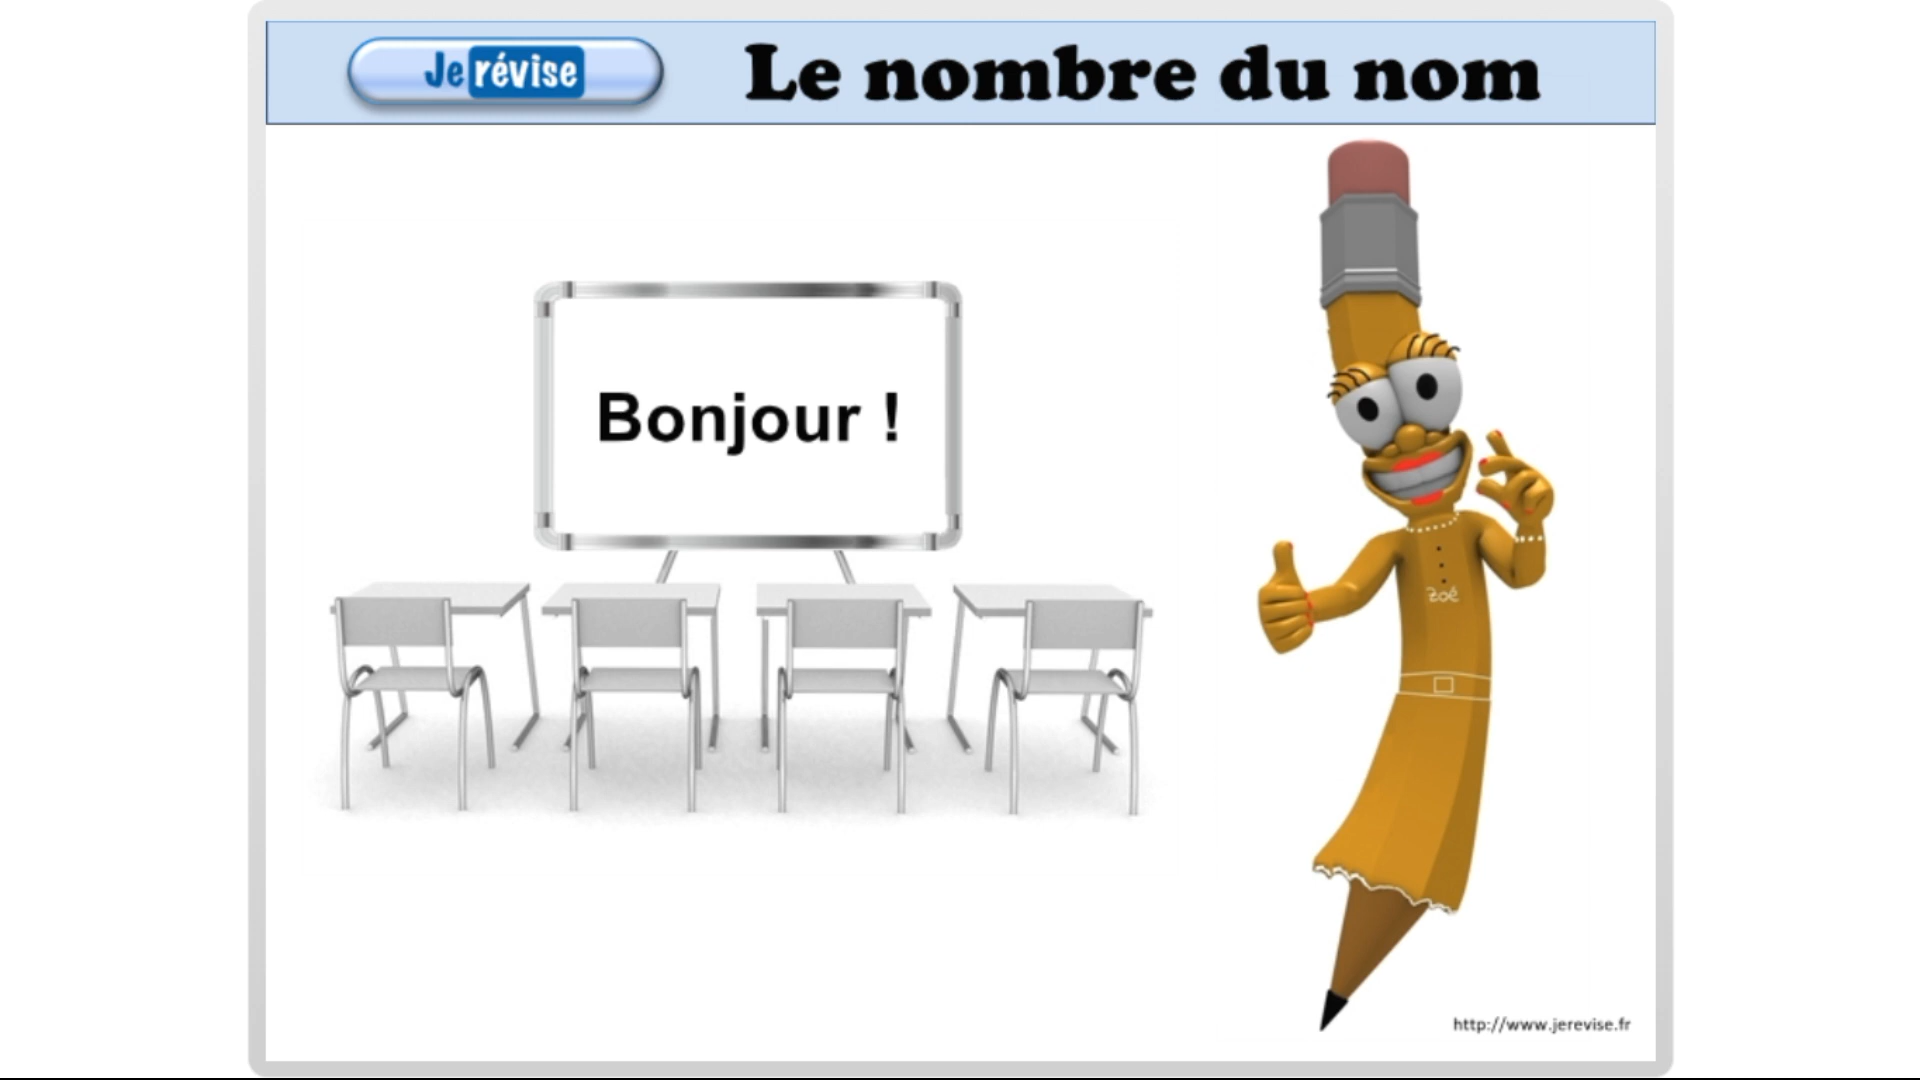 Je révise
Le nombre du nom
Bonjour !
Zoé
http://www.jerevise.fr